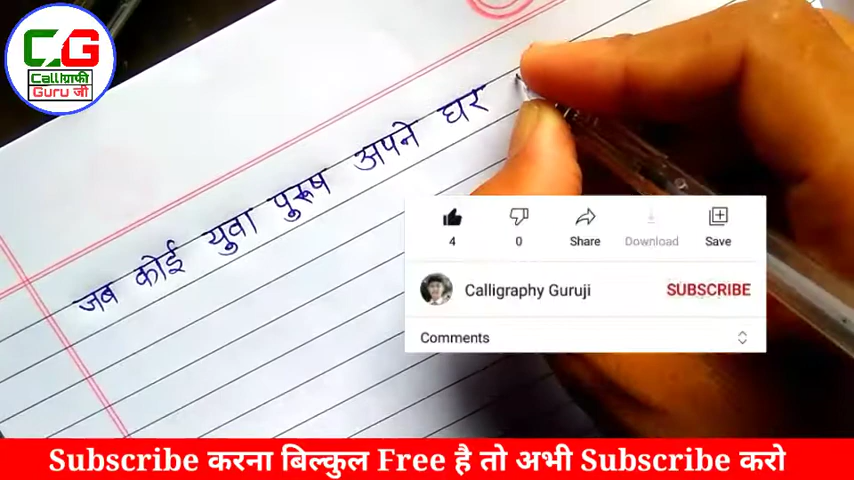 CG
Calliग्राफी
Guru जी
जब कोई युवा पुरूष अपने घर
4 0 Share Download Save
Calligraphy Guruji SUBSCRIBE
Comments
Subscribe करना बिल्कुल Free है तो अभी Subscribe करो